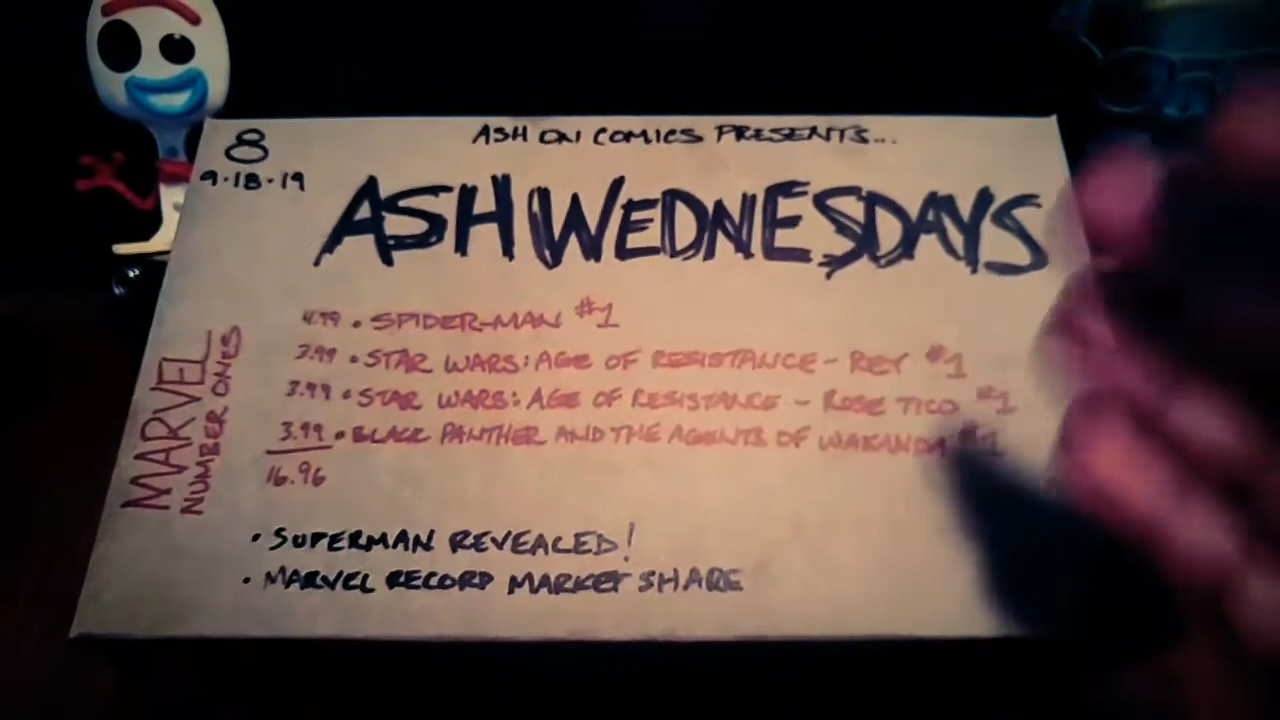 8
9-18-19
ASH ON COMICS PRESENTS...
ASH WEDNESDAYS
MARVEL
NUMBER ONES
4.99 • SPIDER-MAN #1
3.99 • STAR WARS: AGE OF RESISTANCE - REY #1
3.99 • STAR WARS: AGE OF RESISTANCE - ROSE TICO #1
3.99 • BLACK PANTHER AND THE AGENTS OF WAKANDA #1
16.96
• SUPERMAN REVEALED!
• MARVEL RECORD MARKET SHARE